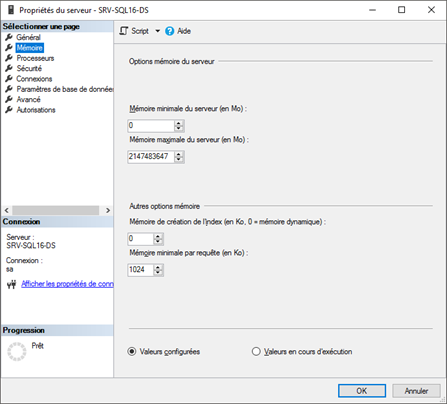 Propriétés du serveur - SRV-SQL16-DS
Sélectionner une page
Général
Mémoire
Processeurs
Sécurité
Connexions
Paramètres de base de données
Avancé
Autorisations
Connexion
Serveur :
SRV-SQL16-DS
Connexion :
sa
Afficher les propriétés de conn
Progression
Prêt
Script
Aide
Options mémoire du serveur
Mémoire minimale du serveur (en Mo) :
0
Mémoire maximale du serveur (en Mo) :
2147483647
Autres options mémoire
Mémoire de création de l'index (en Ko, 0 = mémoire dynamique) :
0
Mémoire minimale par requête (en Ko) :
1024
Valeurs configurées
Valeurs en cours d'exécution
OK
Annuler